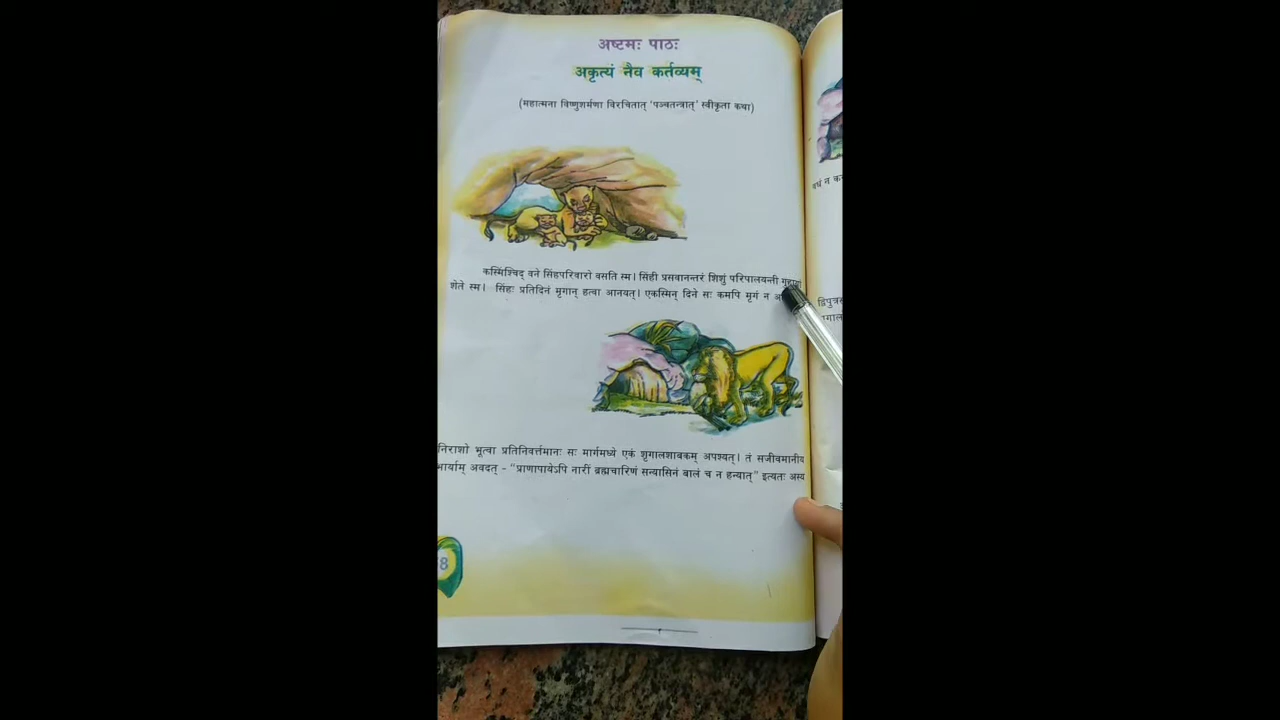 अष्टमः पाठः
अकृत्यं नैव कर्तव्यम्
(महात्मना विष्णुशर्मणा विरचितात् ‘पञ्चतन्त्रात्’ स्वीकृता कथा)
कस्मिंश्चिद् वने सिंहपरिवारो वसति स्म। सिंही प्रसवानन्तरं शिशुं परिपालयन्ती
शेते स्म। सिंहः प्रतिदिनं मृगान् हत्वा आनयत्। एकस्मिन् दिने सः कमपि मृगं न
निराशो भूत्वा प्रतिनिवर्त्तमानः सः मार्गमध्ये एकं शृगालशाबकम् अपश्यत्। तं सजीवमानीय
भार्याम् अवदत् - “प्राणापायेऽपि नारीं ब्रह्मचारिणं सन्यासिनं बालं च न हन्यात्” इत्यतः अस्य
8